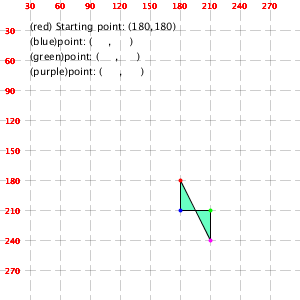 30 60 90 120 150 180 210 240 270
(red) Starting point: (180,180)
(blue)point: ( , )
(green)point: ( , )
(purple)point: ( , )
30
60
90
120
150
180
210
240
270